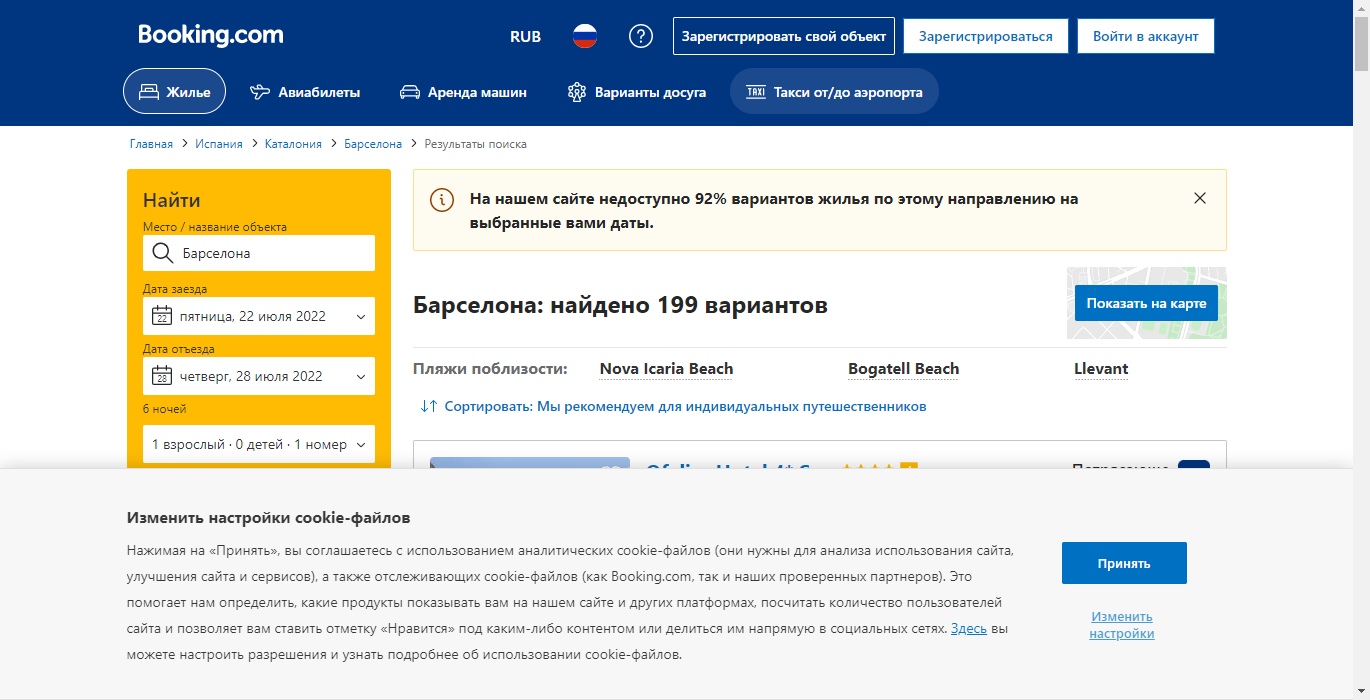 Booking.com
RUB
Зарегистрировать свой объект
Зарегистрироваться
Войти в аккаунт
Жилье
Авиабилеты
Аренда машин
Варианты досуга
TAXI
Такси от/до аэропорта
Главная
Испания
Каталония
Барселона
Результаты поиска
Найти
Место / название объекта
Барселона
Дата заезда
22
пятница, 22 июля 2022
Дата отъезда
28
четверг, 28 июля 2022
6 ночей
1 взрослый · 0 детей · 1 номер
На нашем сайте недоступно 92% вариантов жилья по этому направлению на
выбранные вами даты.
Барселона: найдено 199 вариантов
Показать на карте
Пляжи поблизости:
Nova Icaria Beach
Bogatell Beach
Llevant
Сортировать: Мы рекомендуем для индивидуальных путешественников
Изменить настройки cookie-файлов
Нажимая на «Принять», вы соглашаетесь с использованием аналитических cookie-файлов (они нужны для анализа использования сайта,
улучшения сайта и сервисов), а также отслеживающих cookie-файлов (как Booking.com, так и наших проверенных партнеров). Это
помогает нам определить, какие продукты показывать вам на нашем сайте и других платформах, посчитать количество пользователей
сайта и позволяет вам ставить отметку «Нравится» под каким-либо контентом или делиться им напрямую в социальных сетях. Здесь вы
можете настроить разрешения и узнать подробнее об использовании cookie-файлов.
Принять
Изменить
настройки